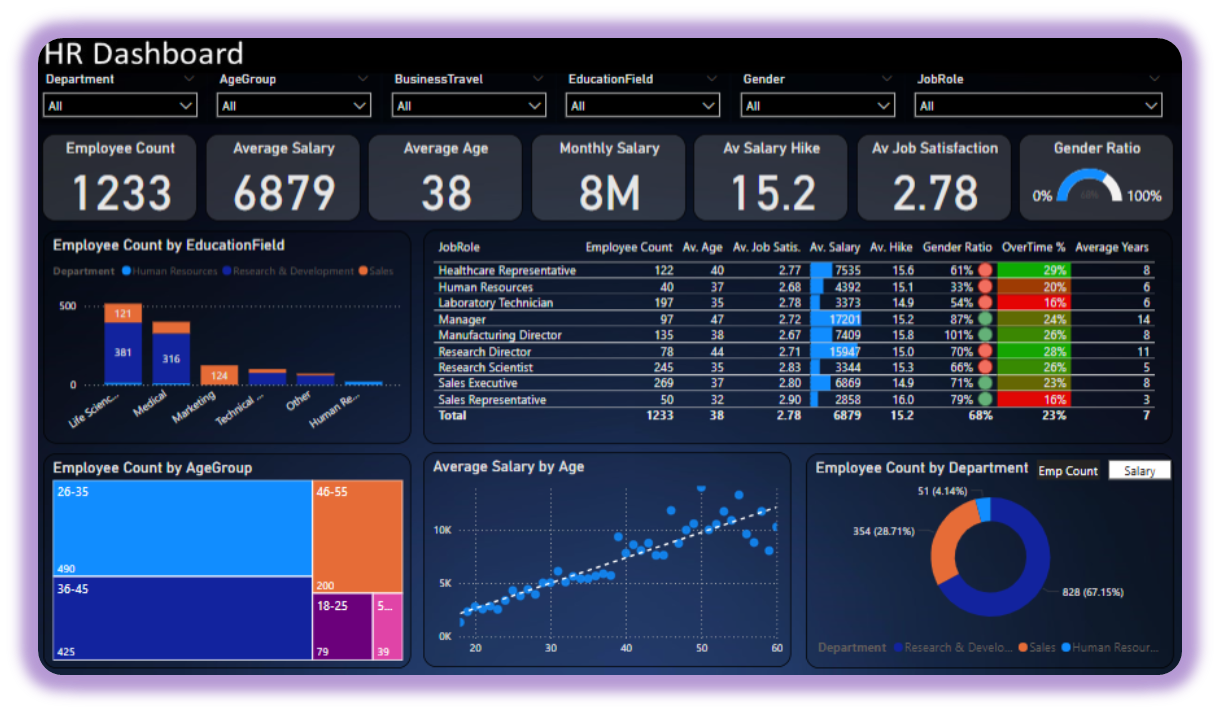 HR Dashboard
Department AgeGroup BusinessTravel EducationField Gender JobRole
All All All All All All
Employee Count Average Salary Average Age Monthly Salary Av Salary Hike Av Job Satisfaction Gender Ratio
1233 6879 38 8M 15.2 2.78 0% 68% 100%
Employee Count by EducationField
Department Human Resources Research & Development Sales
500
121
381
316
124
0
Life Scienc... Medical Marketing Technical ... Other Human Re...
JobRole Employee Count Av. Age Av. Job Satis. Av. Salary Av. Hike Gender Ratio OverTime % Average Years
Healthcare Representative 122 40 2.77 7535 15.6 61% 29% 8
Human Resources 40 37 2.68 4392 15.1 33% 20% 6
Laboratory Technician 197 35 2.78 3373 14.9 54% 16% 6
Manager 97 47 2.72 17201 15.2 87% 24% 14
Manufacturing Director 135 38 2.67 7409 15.8 101% 26% 8
Research Director 78 44 2.71 15947 15.0 70% 28% 11
Research Scientist 245 35 2.83 3344 15.3 66% 26% 5
Sales Executive 269 37 2.80 6869 14.9 71% 23% 8
Sales Representative 50 32 2.90 2858 16.0 79% 16% 3
Total 1233 38 2.78 6879 15.2 68% 23% 7
Employee Count by AgeGroup
26-35
490
36-45
425
46-55
200
18-25
79
5...
39
Average Salary by Age
10K
5K
0K
20 30 40 50 60
Employee Count by Department Emp Count Salary
51 (4.14%)
354 (28.71%)
828 (67.15%)
Department Research & Develo... Sales Human Resour...